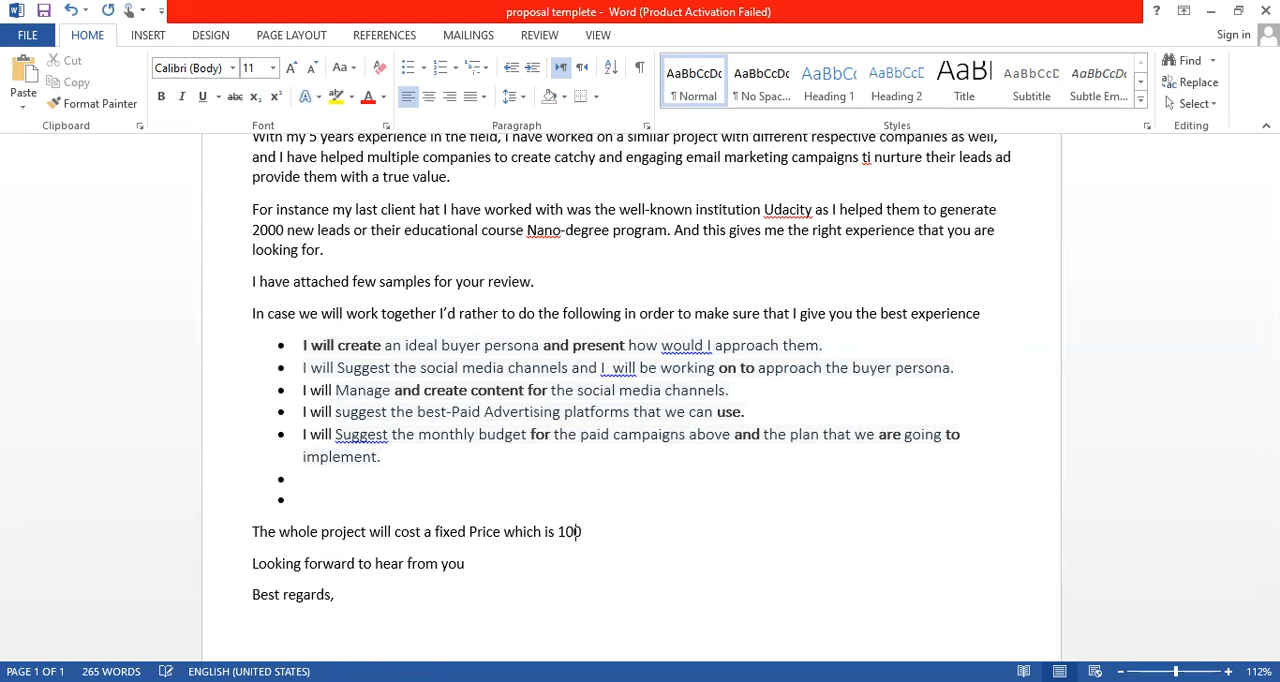 proposal templete - Word (Product Activation Failed)
Sign in
FILE HOME INSERT DESIGN PAGE LAYOUT REFERENCES MAILINGS REVIEW VIEW
Paste
Cut
Copy
Format Painter
Clipboard
Calibri (Body) 11
Font
Paragraph
AaBbCcDc ¶ Normal
AaBbCcDc ¶ No Spac...
AaBbCc Heading 1
AaBbCcD Heading 2
AaBl Title
AaBbCcD Subtitle
AaBbCcDc Subtle Em...
Styles
Find
Replace
Select
Editing
With my 5 years experience in the field, I have worked on a similar project with different respective companies as well,
and I have helped multiple companies to create catchy and engaging email marketing campaigns ti nurture their leads ad
provide them with a true value.
For instance my last client hat I have worked with was the well-known institution Udacity as I helped them to generate
2000 new leads or their educational course Nano-degree program. And this gives me the right experience that you are
looking for.
I have attached few samples for your review.
In case we will work together I'd rather to do the following in order to make sure that I give you the best experience
• I will create an ideal buyer persona and present how would I approach them.
• I will Suggest the social media channels and I will be working on to approach the buyer persona.
• I will Manage and create content for the social media channels.
• I will suggest the best-Paid Advertising platforms that we can use.
• I will Suggest the monthly budget for the paid campaigns above and the plan that we are going to
implement.
•
•
The whole project will cost a fixed Price which is 100
Looking forward to hear from you
Best regards,
PAGE 1 OF 1 265 WORDS ENGLISH (UNITED STATES) 112%